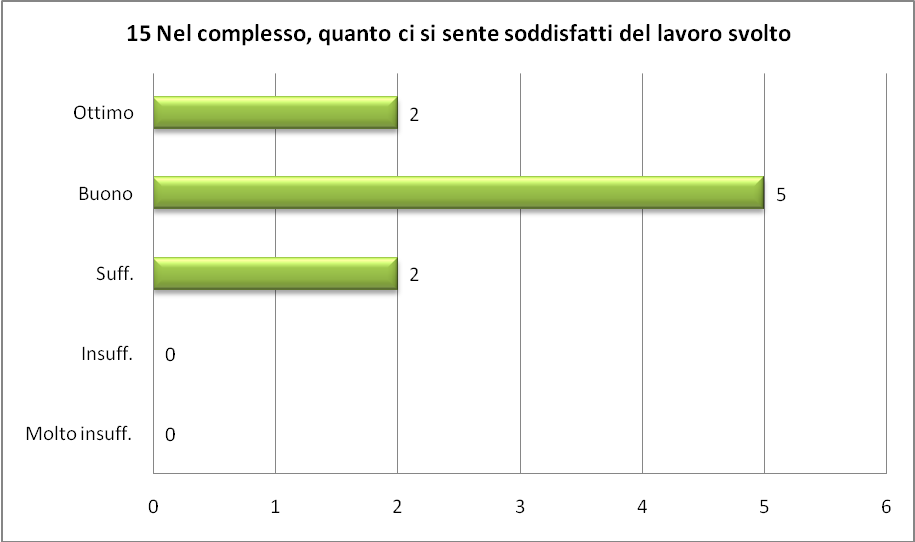 15 Nel complesso, quanto ci si sente soddisfatti del lavoro svolto
Ottimo 2
Buono 5
Suff. 2
Insuff. 0
Molto insuff. 0
0 1 2 3 4 5 6